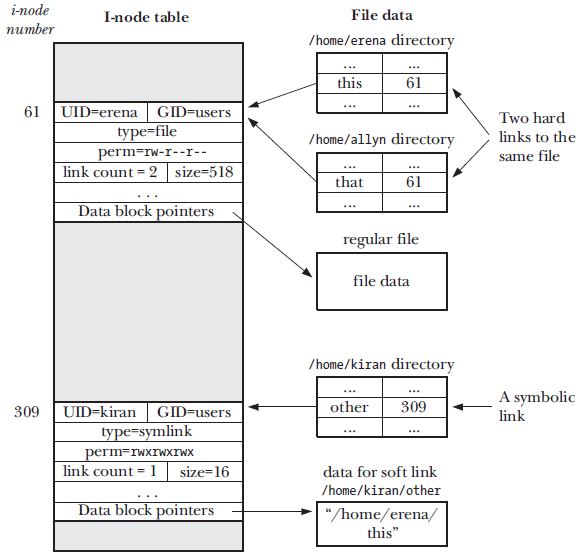 i-node
number
I-node table
File data
/home/erena directory
... ...
this 61
... ...
61
UID=erena GID=users
type=file
perm=rw-r--r--
link count = 2 size=518
. . .
Data block pointers
Two hard
links to the
same file
/home/allyn directory
... ...
that 61
... ...
regular file
file data
/home/kiran directory
... ...
other 309
... ...
A symbolic
link
309
UID=kiran GID=users
type=symlink
perm=rwxrwxrwx
link count = 1 size=16
. . .
Data block pointers
data for soft link
/home/kiran/other
“/home/erena/
this”